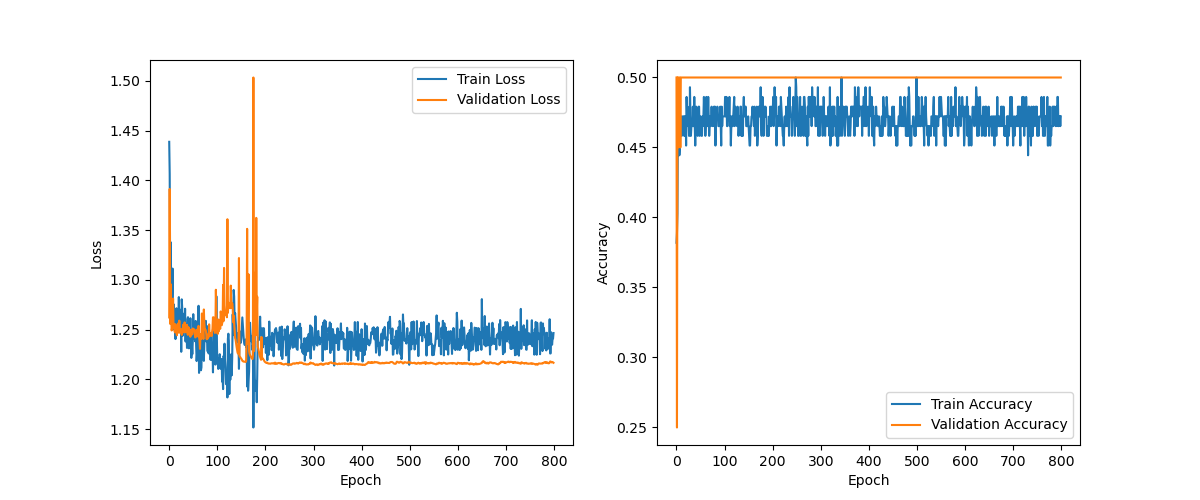 1.50
1.45
1.40
1.35
1.30
1.25
1.20
1.15
Loss
Train Loss
Validation Loss
0 100 200 300 400 500 600 700 800
Epoch
0.50
0.45
0.40
0.35
0.30
0.25
Accuracy
Train Accuracy
Validation Accuracy
0 100 200 300 400 500 600 700 800
Epoch